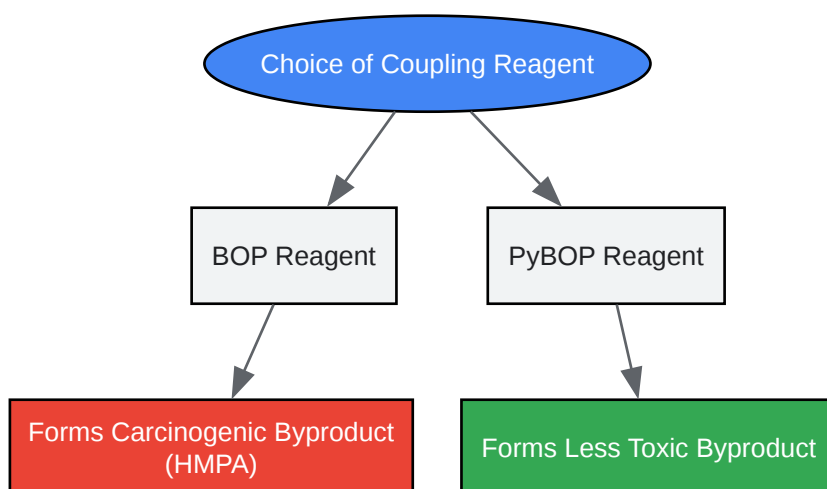 Choice of Coupling Reagent
BOP Reagent
PyBOP Reagent
Forms Carcinogenic Byproduct
(HMPA)
Forms Less Toxic Byproduct